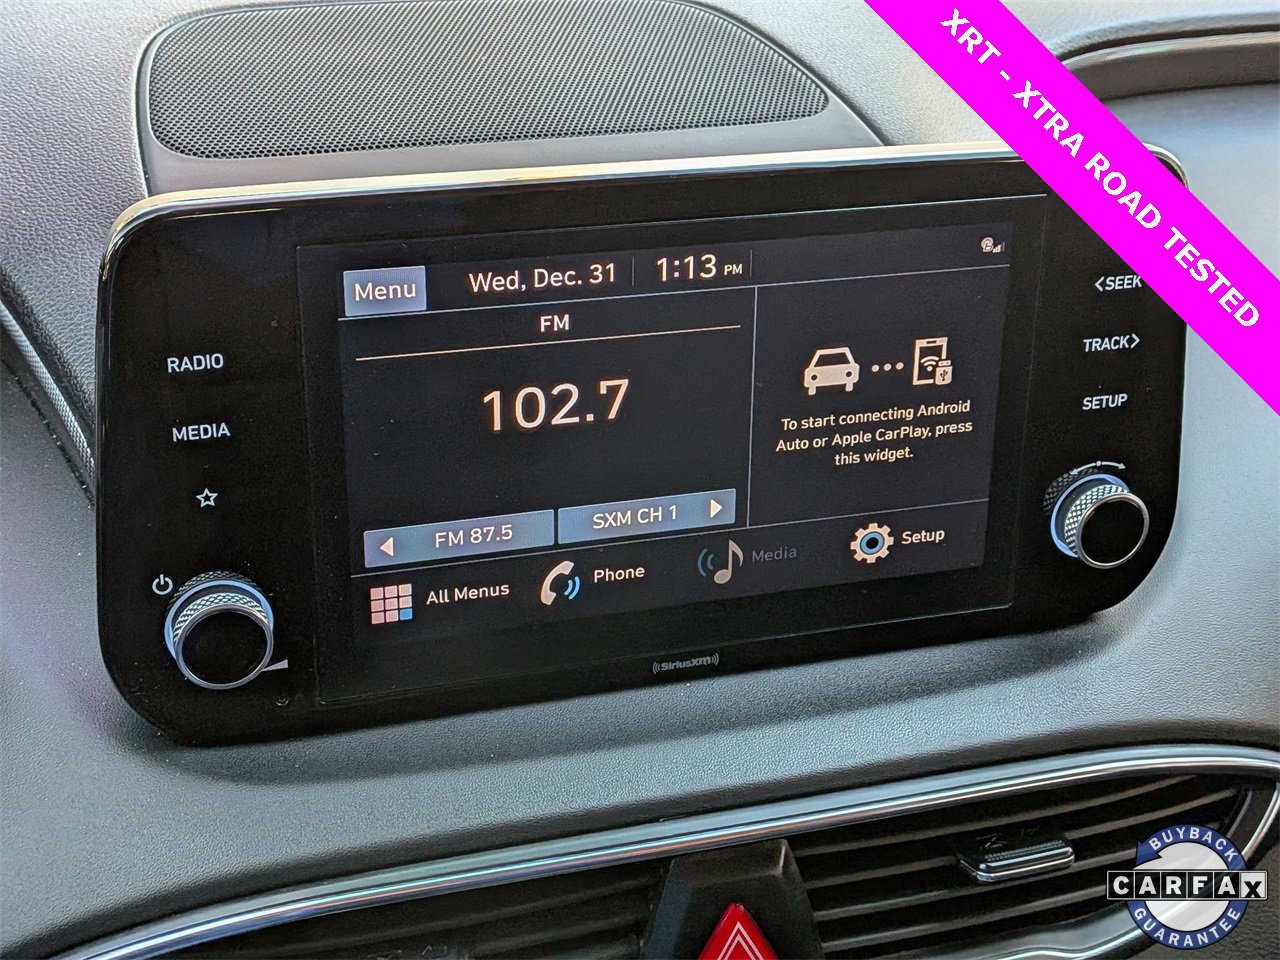 XRT - XTRA ROAD TESTED
Menu
Wed, Dec. 31
1:13 PM
FM
102.7
FM 87.5
SXM CH 1
To start connecting Android
Auto or Apple CarPlay, press
this widget.
All Menus
Phone
Media
Setup
RADIO
MEDIA
<SEEK
TRACK>
SETUP
((SiriusXM))
BUYBACK
CARFAX
GUARANTEE